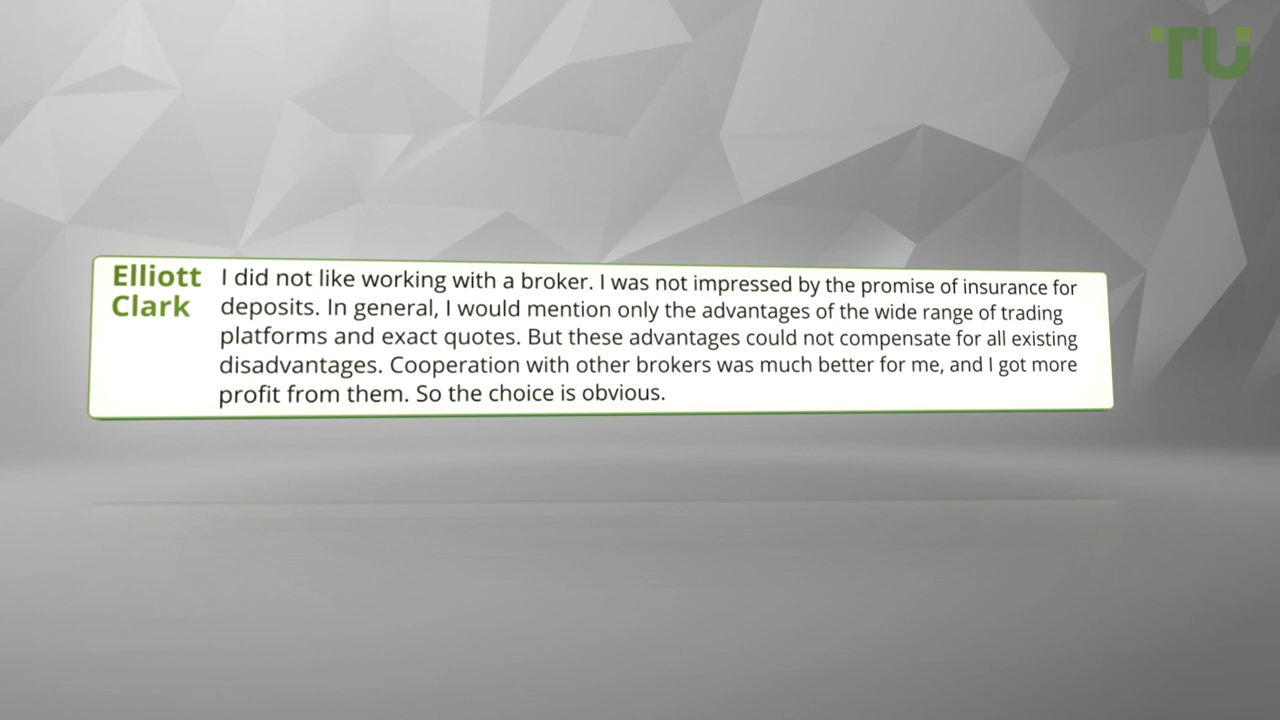 TU
Elliott
Clark
I did not like working with a broker. I was not impressed by the promise of insurance for
deposits. In general, I would mention only the advantages of the wide range of trading
platforms and exact quotes. But these advantages could not compensate for all existing
disadvantages. Cooperation with other brokers was much better for me, and I got more
profit from them. So the choice is obvious.